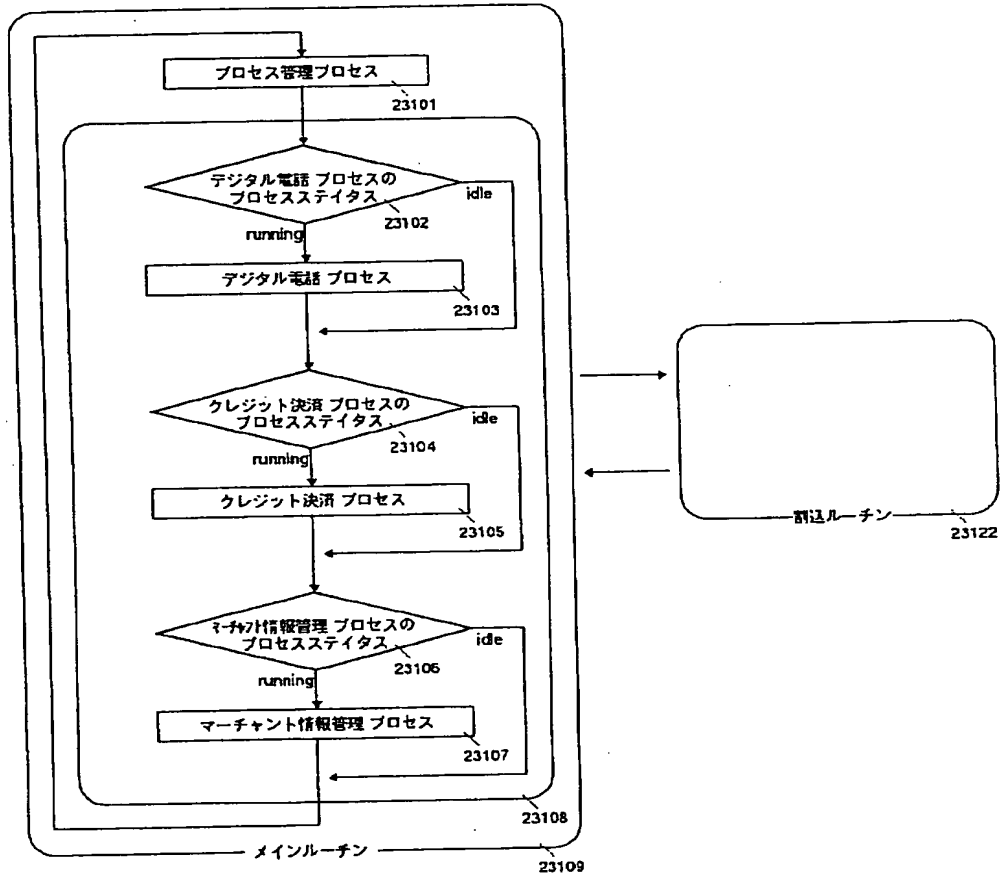 プロセス管理プロセス
23101
デジタル電話 プロセスの
プロセスステイタス
23102
idle
running
デジタル電話 プロセス
23103
クレジット決済 プロセスの
プロセスステイタス
23104
idle
running
クレジット決済 プロセス
23105
マーチャント情報管理 プロセスの
プロセスステイタス
23106
idle
running
マーチャント情報管理 プロセス
23107
23108
メインルーチン
23109
割込ルーチン
23122